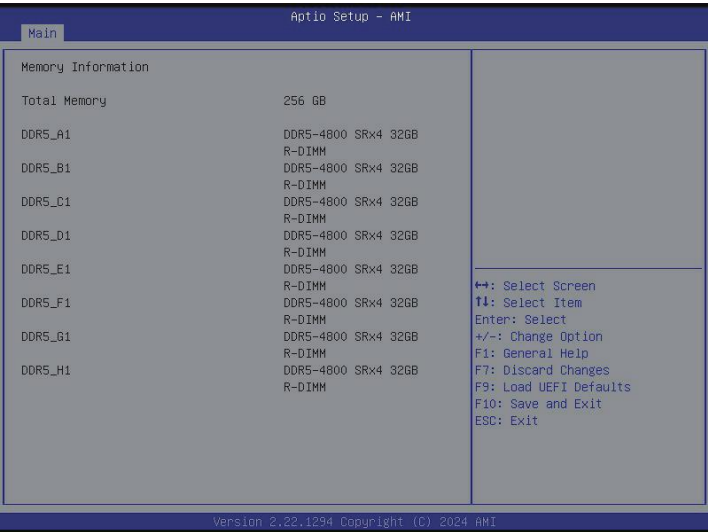 Aptio Setup - AMI
Main
Memory Information
Total Memory 256 GB
DDR5_A1 DDR5-4800 SRx4 32GB
R-DIMM
DDR5_B1 DDR5-4800 SRx4 32GB
R-DIMM
DDR5_C1 DDR5-4800 SRx4 32GB
R-DIMM
DDR5_D1 DDR5-4800 SRx4 32GB
R-DIMM
DDR5_E1 DDR5-4800 SRx4 32GB
R-DIMM
DDR5_F1 DDR5-4800 SRx4 32GB
R-DIMM
DDR5_G1 DDR5-4800 SRx4 32GB
R-DIMM
DDR5_H1 DDR5-4800 SRx4 32GB
R-DIMM
↔: Select Screen
↑↓: Select Item
Enter: Select
+/-: Change Option
F1: General Help
F7: Discard Changes
F9: Load UEFI Defaults
F10: Save and Exit
ESC: Exit
Version 2.22.1294 Copyright (C) 2024 AMI